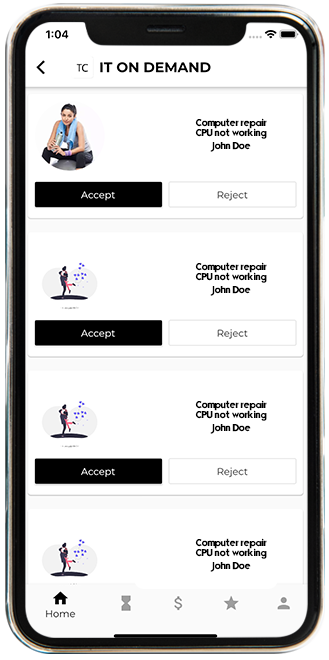 1:04
TC IT ON DEMAND
Computer repair
CPU not working
John Doe
Accept Reject
Computer repair
CPU not working
John Doe
Accept Reject
Computer repair
CPU not working
John Doe
Accept Reject
Computer repair
CPU not working
John Doe
$
Home